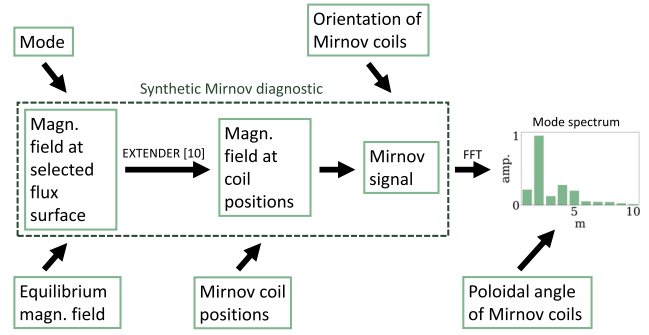 Mode
Orientation of
Mirnov coils
Synthetic Mirnov diagnostic
Magn.
field at
selected
flux
surface
EXTENDER [10]
Magn.
field at
coil
positions
Mirnov
signal
FFT
Mode spectrum
1
amp.
0
5
10
m
Equilibrium
magn. field
Mirnov coil
positions
Poloidal angle
of Mirnov coils